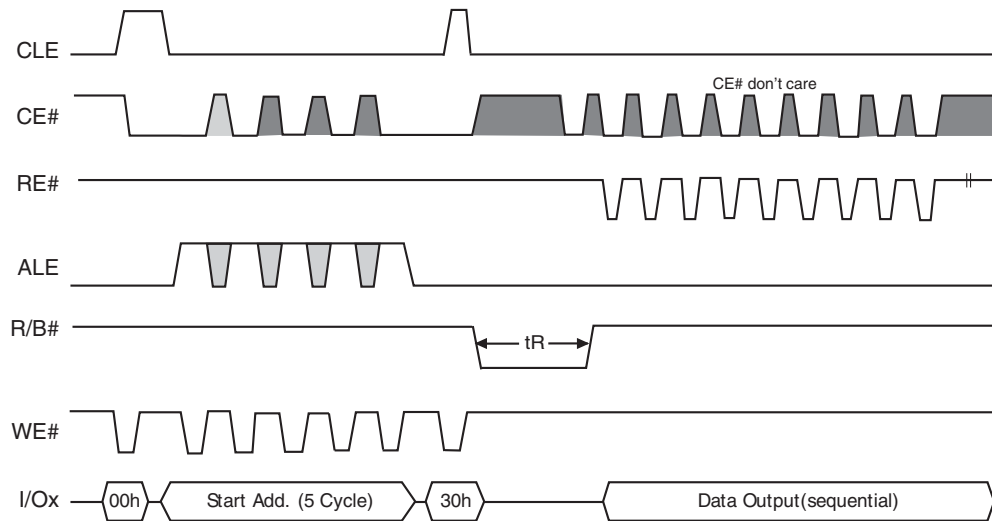 CLE
CE# don't care
CE#
RE#
ALE
R/B#
tR
WE#
I/Ox 00h Start Add. (5 Cycle) 30h Data Output(sequential)